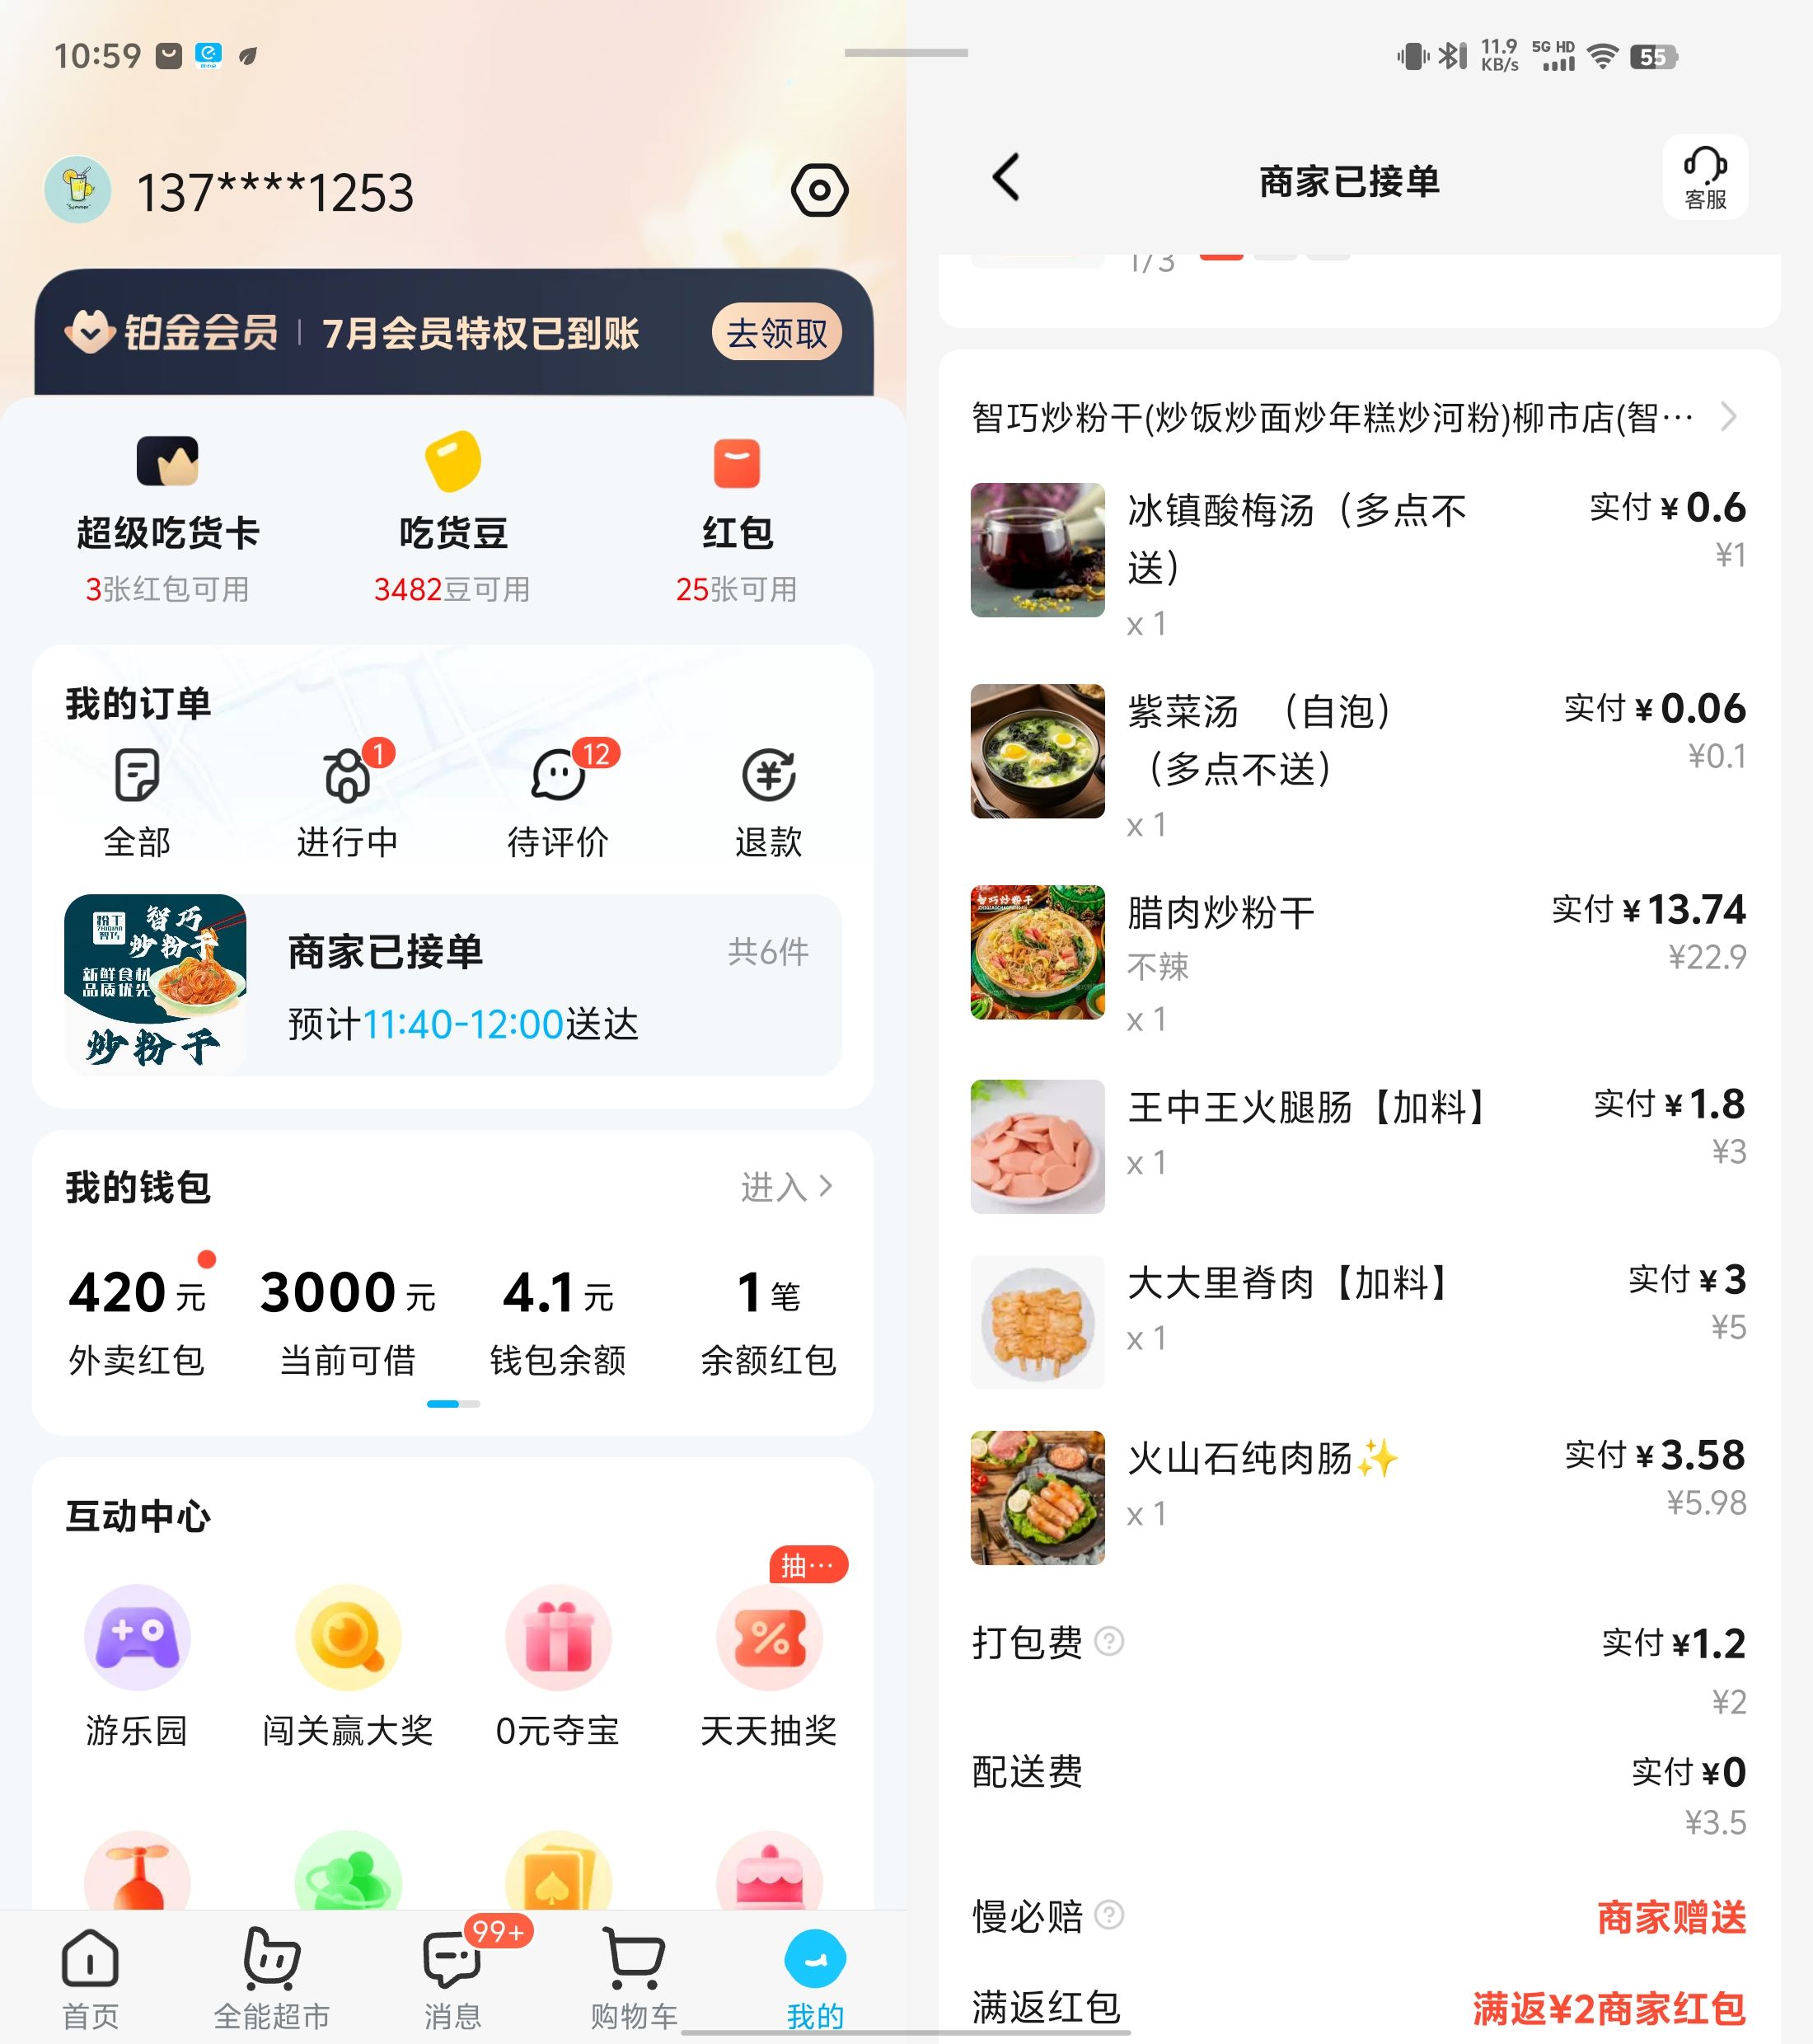 10:59
11.9
KB/s
5G HD
55
137****1253
铂金会员
7月会员特权已到账
去领取
超级吃货卡
吃货豆
红包
3张红包可用
3482豆可用
25张可用
我的订单
1
12
全部
进行中
待评价
退款
智巧
炒粉干
新鲜食材
品质优先
炒粉干
商家已接单
共6件
预计11:40-12:00送达
我的钱包
进入
420元
3000元
4.1元
1笔
外卖红包
当前可借
钱包余额
余额红包
互动中心
抽…
游乐园
闯关赢大奖
0元夺宝
天天抽奖
99+
首页
全能超市
消息
购物车
我的
商家已接单
客服
1/3
智巧炒粉干(炒饭炒面炒年糕炒河粉)柳市店(智…
冰镇酸梅汤（多点不
送）
x 1
实付 ¥0.6
¥1
紫菜汤 （自泡）
（多点不送）
x 1
实付 ¥0.06
¥0.1
智巧炒粉干
腊肉炒粉干
不辣
x 1
实付 ¥13.74
¥22.9
王中王火腿肠【加料】
x 1
实付 ¥1.8
¥3
大大里脊肉【加料】
x 1
实付 ¥3
¥5
火山石纯肉肠✨
x 1
实付 ¥3.58
¥5.98
打包费
实付 ¥1.2
¥2
配送费
实付 ¥0
¥3.5
慢必赔
商家赠送
满返红包
满返¥2商家红包